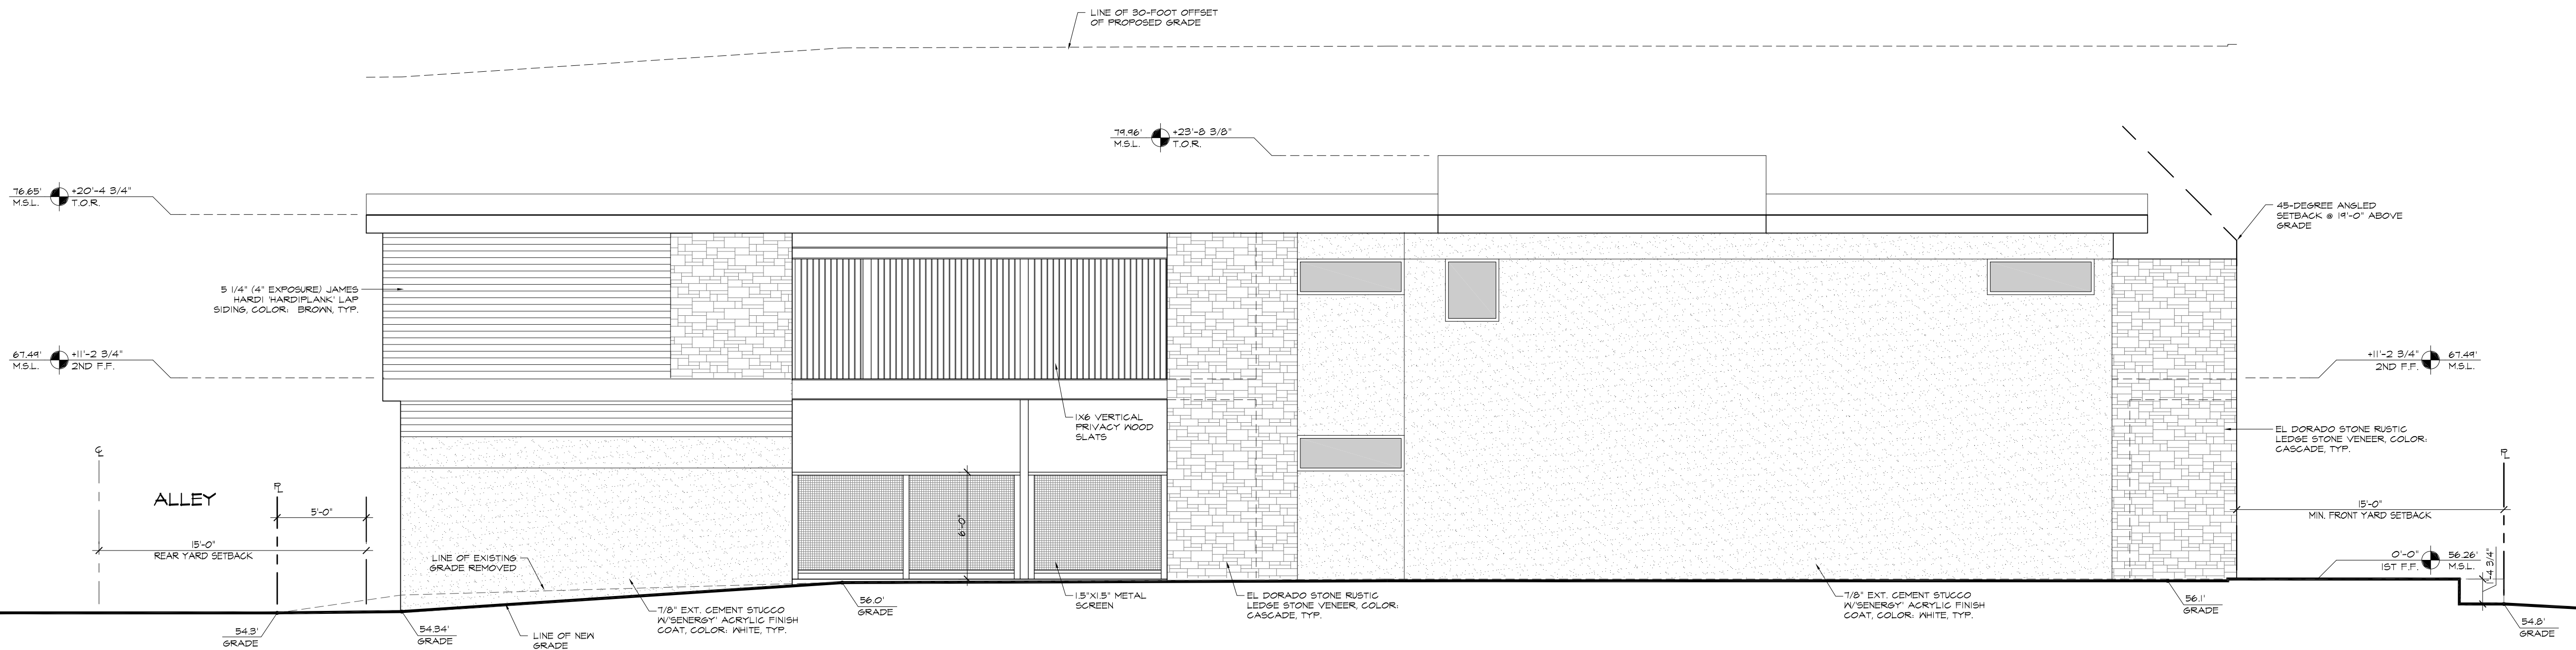 LINE OF 30-FOOT OFFSET
OF PROPOSED GRADE
79.96'
M.S.L.
+23'-8 3/8"
T.O.R.
76.65'
M.S.L.
+20'-4 3/4"
T.O.R.
45-DEGREE ANGLED
SETBACK @ 19'-0" ABOVE
GRADE
5 1/4" (4" EXPOSURE) JAMES
HARDI 'HARDIPLANK' LAP
SIDING, COLOR: BROWN, TYP.
67.49'
M.S.L.
+11'-2 3/4"
2ND F.F.
+11'-2 3/4"
2ND F.F.
67.49'
M.S.L.
1X6 VERTICAL
PRIVACY WOOD
SLATS
EL DORADO STONE RUSTIC
LEDGE STONE VENEER, COLOR:
CASCADE, TYP.
CL
ALLEY
PL
5'-0"
15'-0"
REAR YARD SETBACK
6'-0"
PL
15'-0"
MIN. FRONT YARD SETBACK
LINE OF EXISTING
GRADE REMOVED
0'-0"
1ST F.F.
56.26'
M.S.L.
1'-4 3/4"
54.3'
GRADE
54.34'
GRADE
LINE OF NEW
GRADE
7/8" EXT. CEMENT STUCCO
W/'SENERGY' ACRYLIC FINISH
COAT, COLOR: WHITE, TYP.
56.0'
GRADE
1.5"X1.5" METAL
SCREEN
EL DORADO STONE RUSTIC
LEDGE STONE VENEER, COLOR:
CASCADE, TYP.
7/8" EXT. CEMENT STUCCO
W/'SENERGY' ACRYLIC FINISH
COAT, COLOR: WHITE, TYP.
56.1'
GRADE
54.8'
GRADE